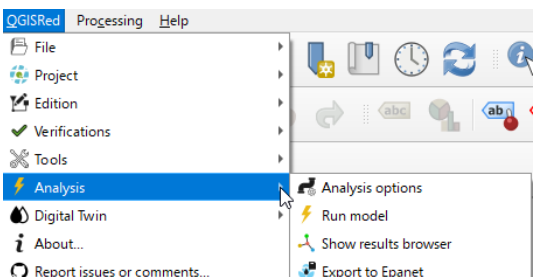 QGISRed Processing Help
File
Project
Edition
Verifications
Tools
Analysis
Digital Twin
About...
Report issues or comments...
Analysis options
Run model
Show results browser
Export to Epanet
abc
ab